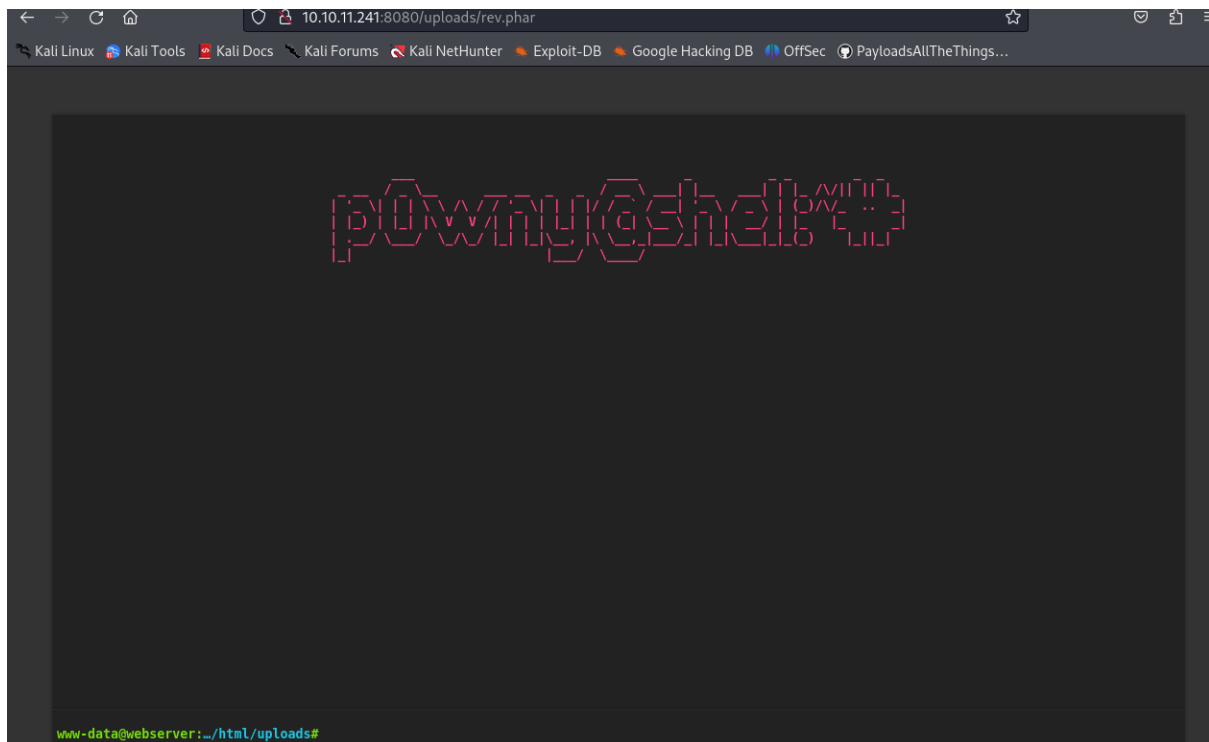 10.10.11.241:8080/uploads/rev.phar
Kali Linux Kali Tools Kali Docs Kali Forums Kali NetHunter Exploit-DB Google Hacking DB OffSec PayloadsAllTheThings...
p0wny@shell:~#
www-data@webserver:…/html/uploads#